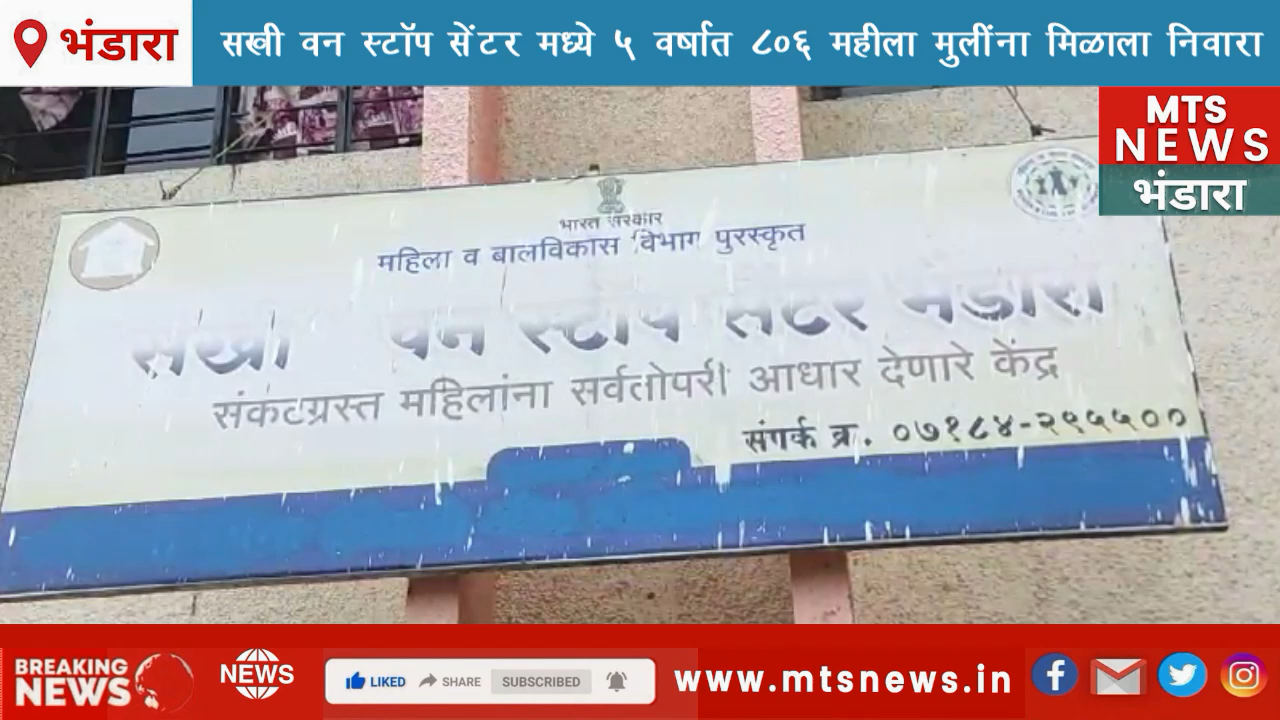 भंडारा
सखी वन स्टॉप सेंटर मध्ये ५ वर्षात ८०६ महीला मुलींना मिळाला निवारा
MTS
NEWS
भंडारा
भारत सरकार
महिला व बालविकास विभाग पुरस्कृत
सखी वन स्टॉप सेंटर भंडारा
संकटग्रस्त महिलांना सर्वतोपरी आधार देणारे केंद्र
संपर्क क्र. ०७१८४-२९५५००
BREAKING
NEWS
NEWS
LIKED SHARE SUBSCRIBED
www.mtsnews.in